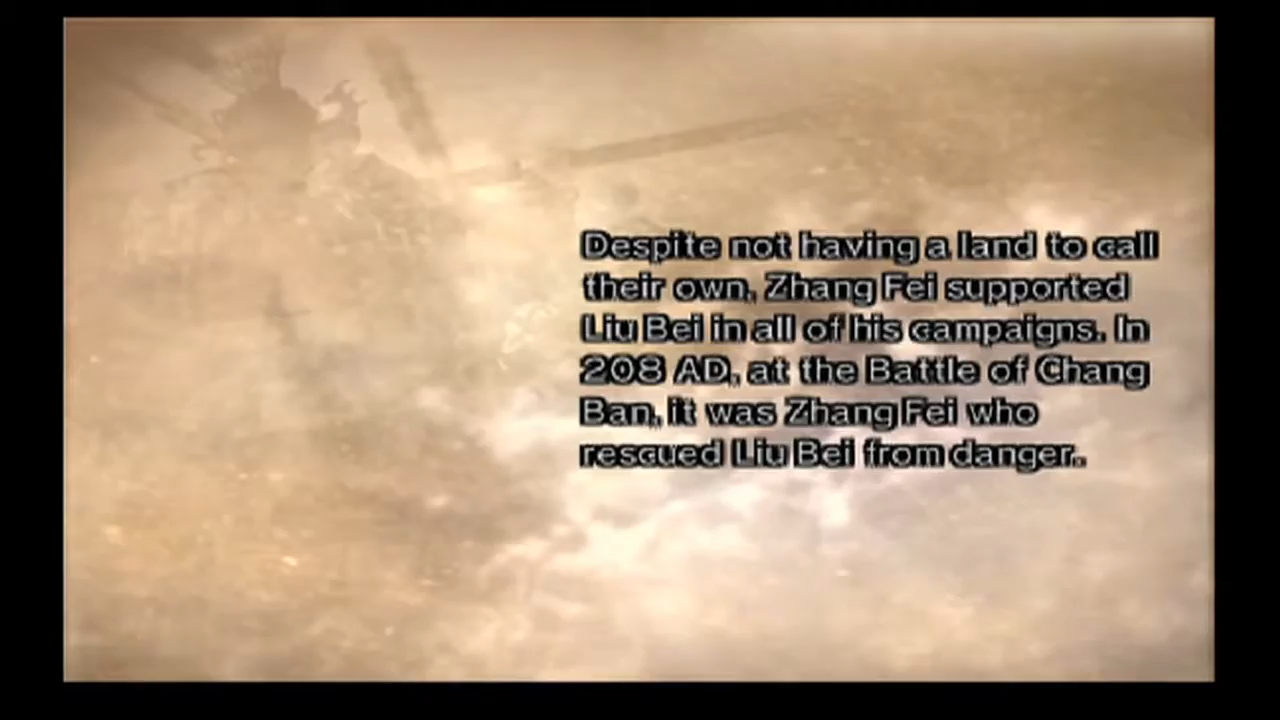 Despite not having a land to call
their own, Zhang Fei supported
Liu Bei in all of his campaigns. In
208 AD, at the Battle of Chang
Ban, it was Zhang Fei who
rescued Liu Bei from danger.